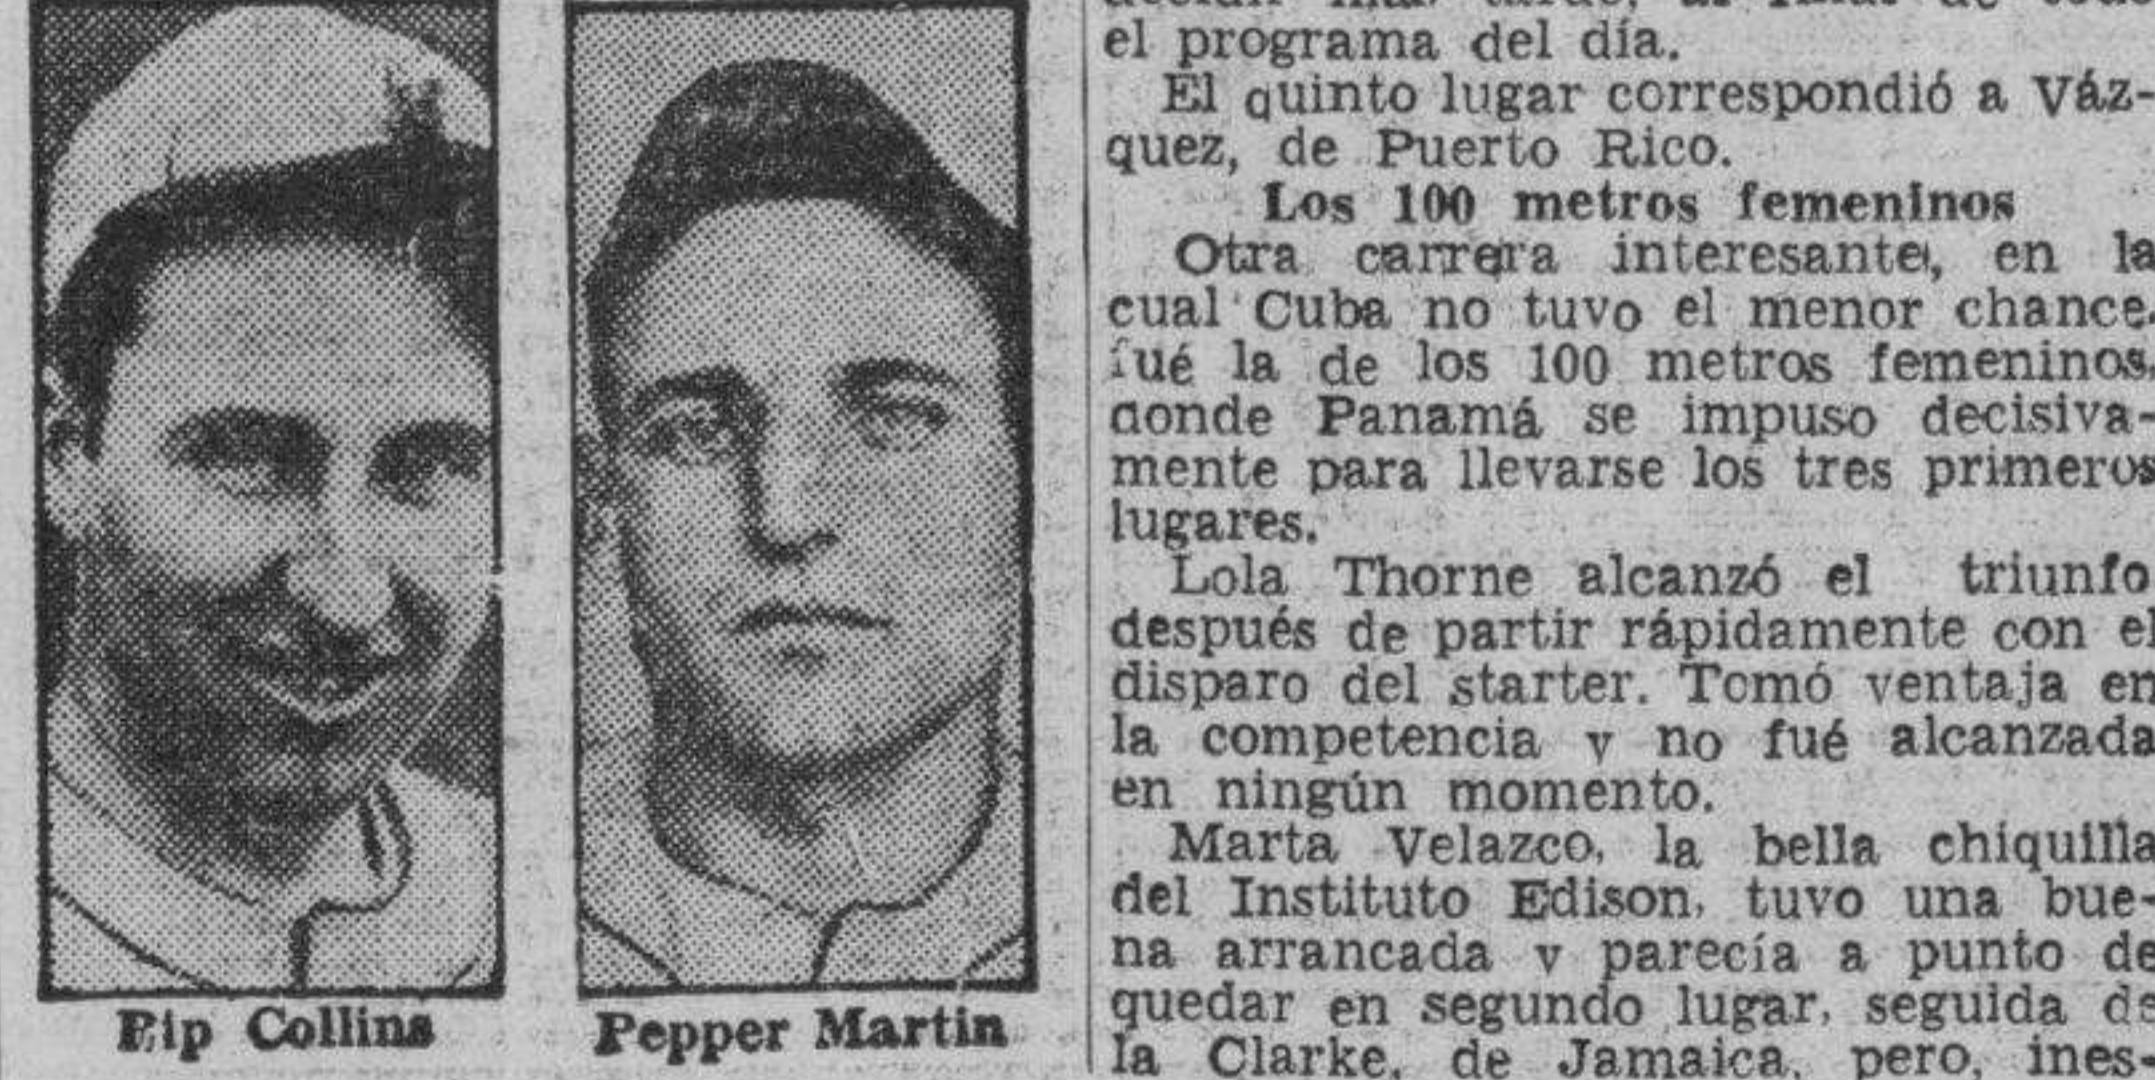 Rip Collins
Pepper Martin
el programa del día.
El quinto lugar correspondió a Váz-
quez, de Puerto Rico.
Los 100 metros femeninos
Otra carrera interesante, en la
cual Cuba no tuvo el menor chance,
fué la de los 100 metros femeninos,
donde Panamá se impuso decisiva-
mente para llevarse los tres primeros
lugares.
Lola Thorne alcanzó el triunfo
después de partir rápidamente con el
disparo del starter. Tomó ventaja en
la competencia y no fué alcanzada
en ningún momento.
Marta Velazco, la bella chiquilla
del Instituto Edison, tuvo una bue-
na arrancada y parecía a punto de
quedar en segundo lugar, seguida de
la Clarke, de Jamaica, pero, ines-